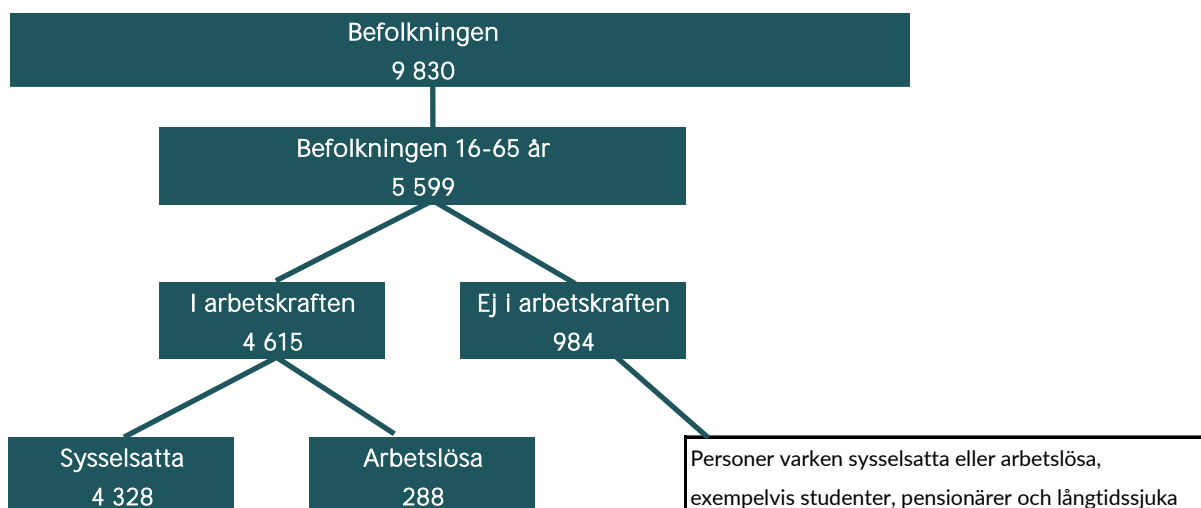 Befolkningen
9 830
Befolkningen 16-65 år
5 599
I arbetskraften
4 615
Ej i arbetskraften
984
Sysselsatta
4 328
Arbetslösa
288
Personer varken sysselsatta eller arbetslösa,
exempelvis studenter, pensionärer och långtidssjuka